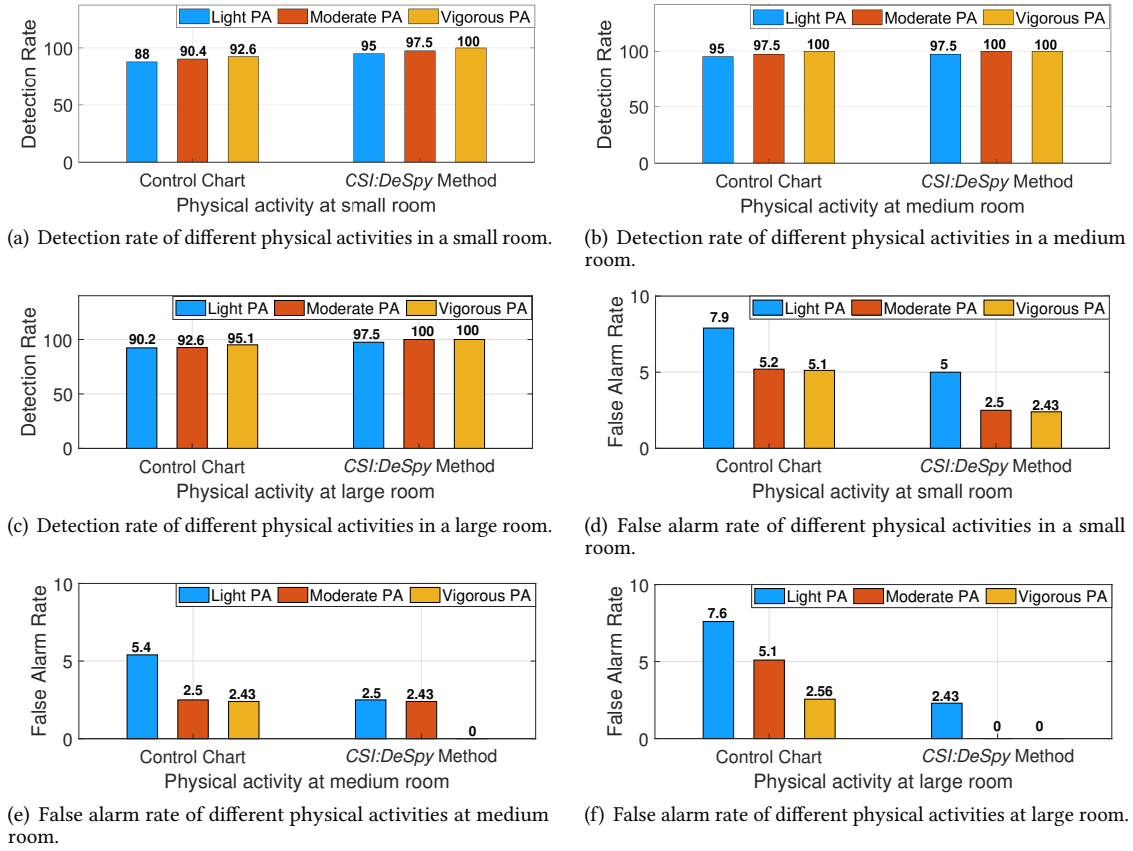 Light PA Moderate PA Vigorous PA
Detection Rate
100
50
0
88 90.4 92.6 95 97.5 100
Control Chart CSI:DeSpy Method
Physical activity at small room
(a) Detection rate of different physical activities in a small room.
Light PA Moderate PA Vigorous PA
Detection Rate
100
50
0
95 97.5 100 97.5 100 100
Control Chart CSI:DeSpy Method
Physical activity at medium room
(b) Detection rate of different physical activities in a medium
room.
Light PA Moderate PA Vigorous PA
Detection Rate
100
50
0
90.2 92.6 95.1 97.5 100 100
Control Chart CSI:DeSpy Method
Physical activity at large room
(c) Detection rate of different physical activities in a large room.
Light PA Moderate PA Vigorous PA
False Alarm Rate
10
5
0
7.9 5.2 5.1 5 2.5 2.43
Control Chart CSI:DeSpy Method
Physical activity at small room
(d) False alarm rate of different physical activities in a small
room.
Light PA Moderate PA Vigorous PA
False Alarm Rate
10
5
0
5.4 2.5 2.43 2.5 2.43 0
Control Chart CSI:DeSpy Method
Physical activity at medium room
(e) False alarm rate of different physical activities at medium
room.
Light PA Moderate PA Vigorous PA
False Alarm Rate
10
5
0
7.6 5.1 2.56 2.43 0 0
Control Chart CSI:DeSpy Method
Physical activity at large room
(f) False alarm rate of different physical activities at large room.